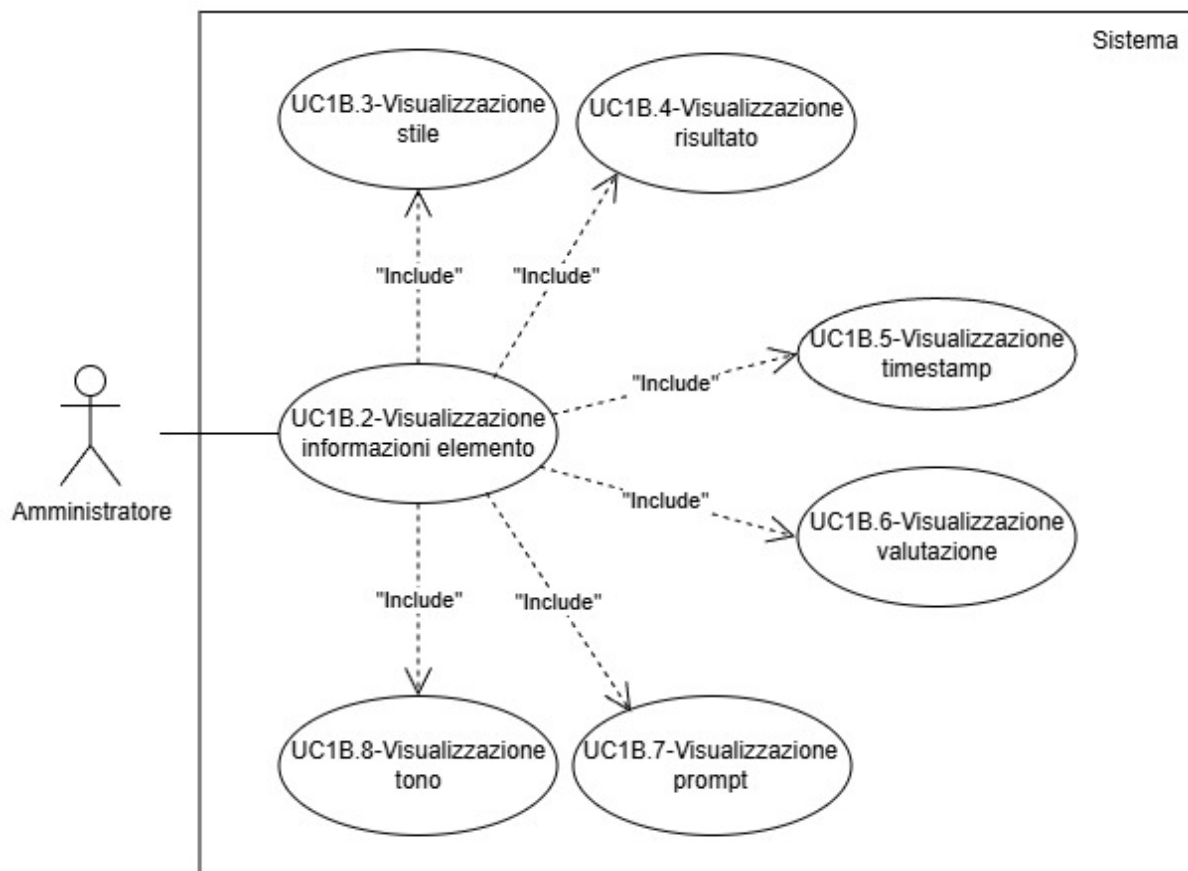 Sistema
UC1B.3-Visualizzazione
stile
UC1B.4-Visualizzazione
risultato
"Include"
"Include"
UC1B.5-Visualizzazione
timestamp
"Include"
UC1B.2-Visualizzazione
informazioni elemento
Amministratore
"Include"
UC1B.6-Visualizzazione
valutazione
"Include"
"Include"
UC1B.8-Visualizzazione
tono
UC1B.7-Visualizzazione
prompt